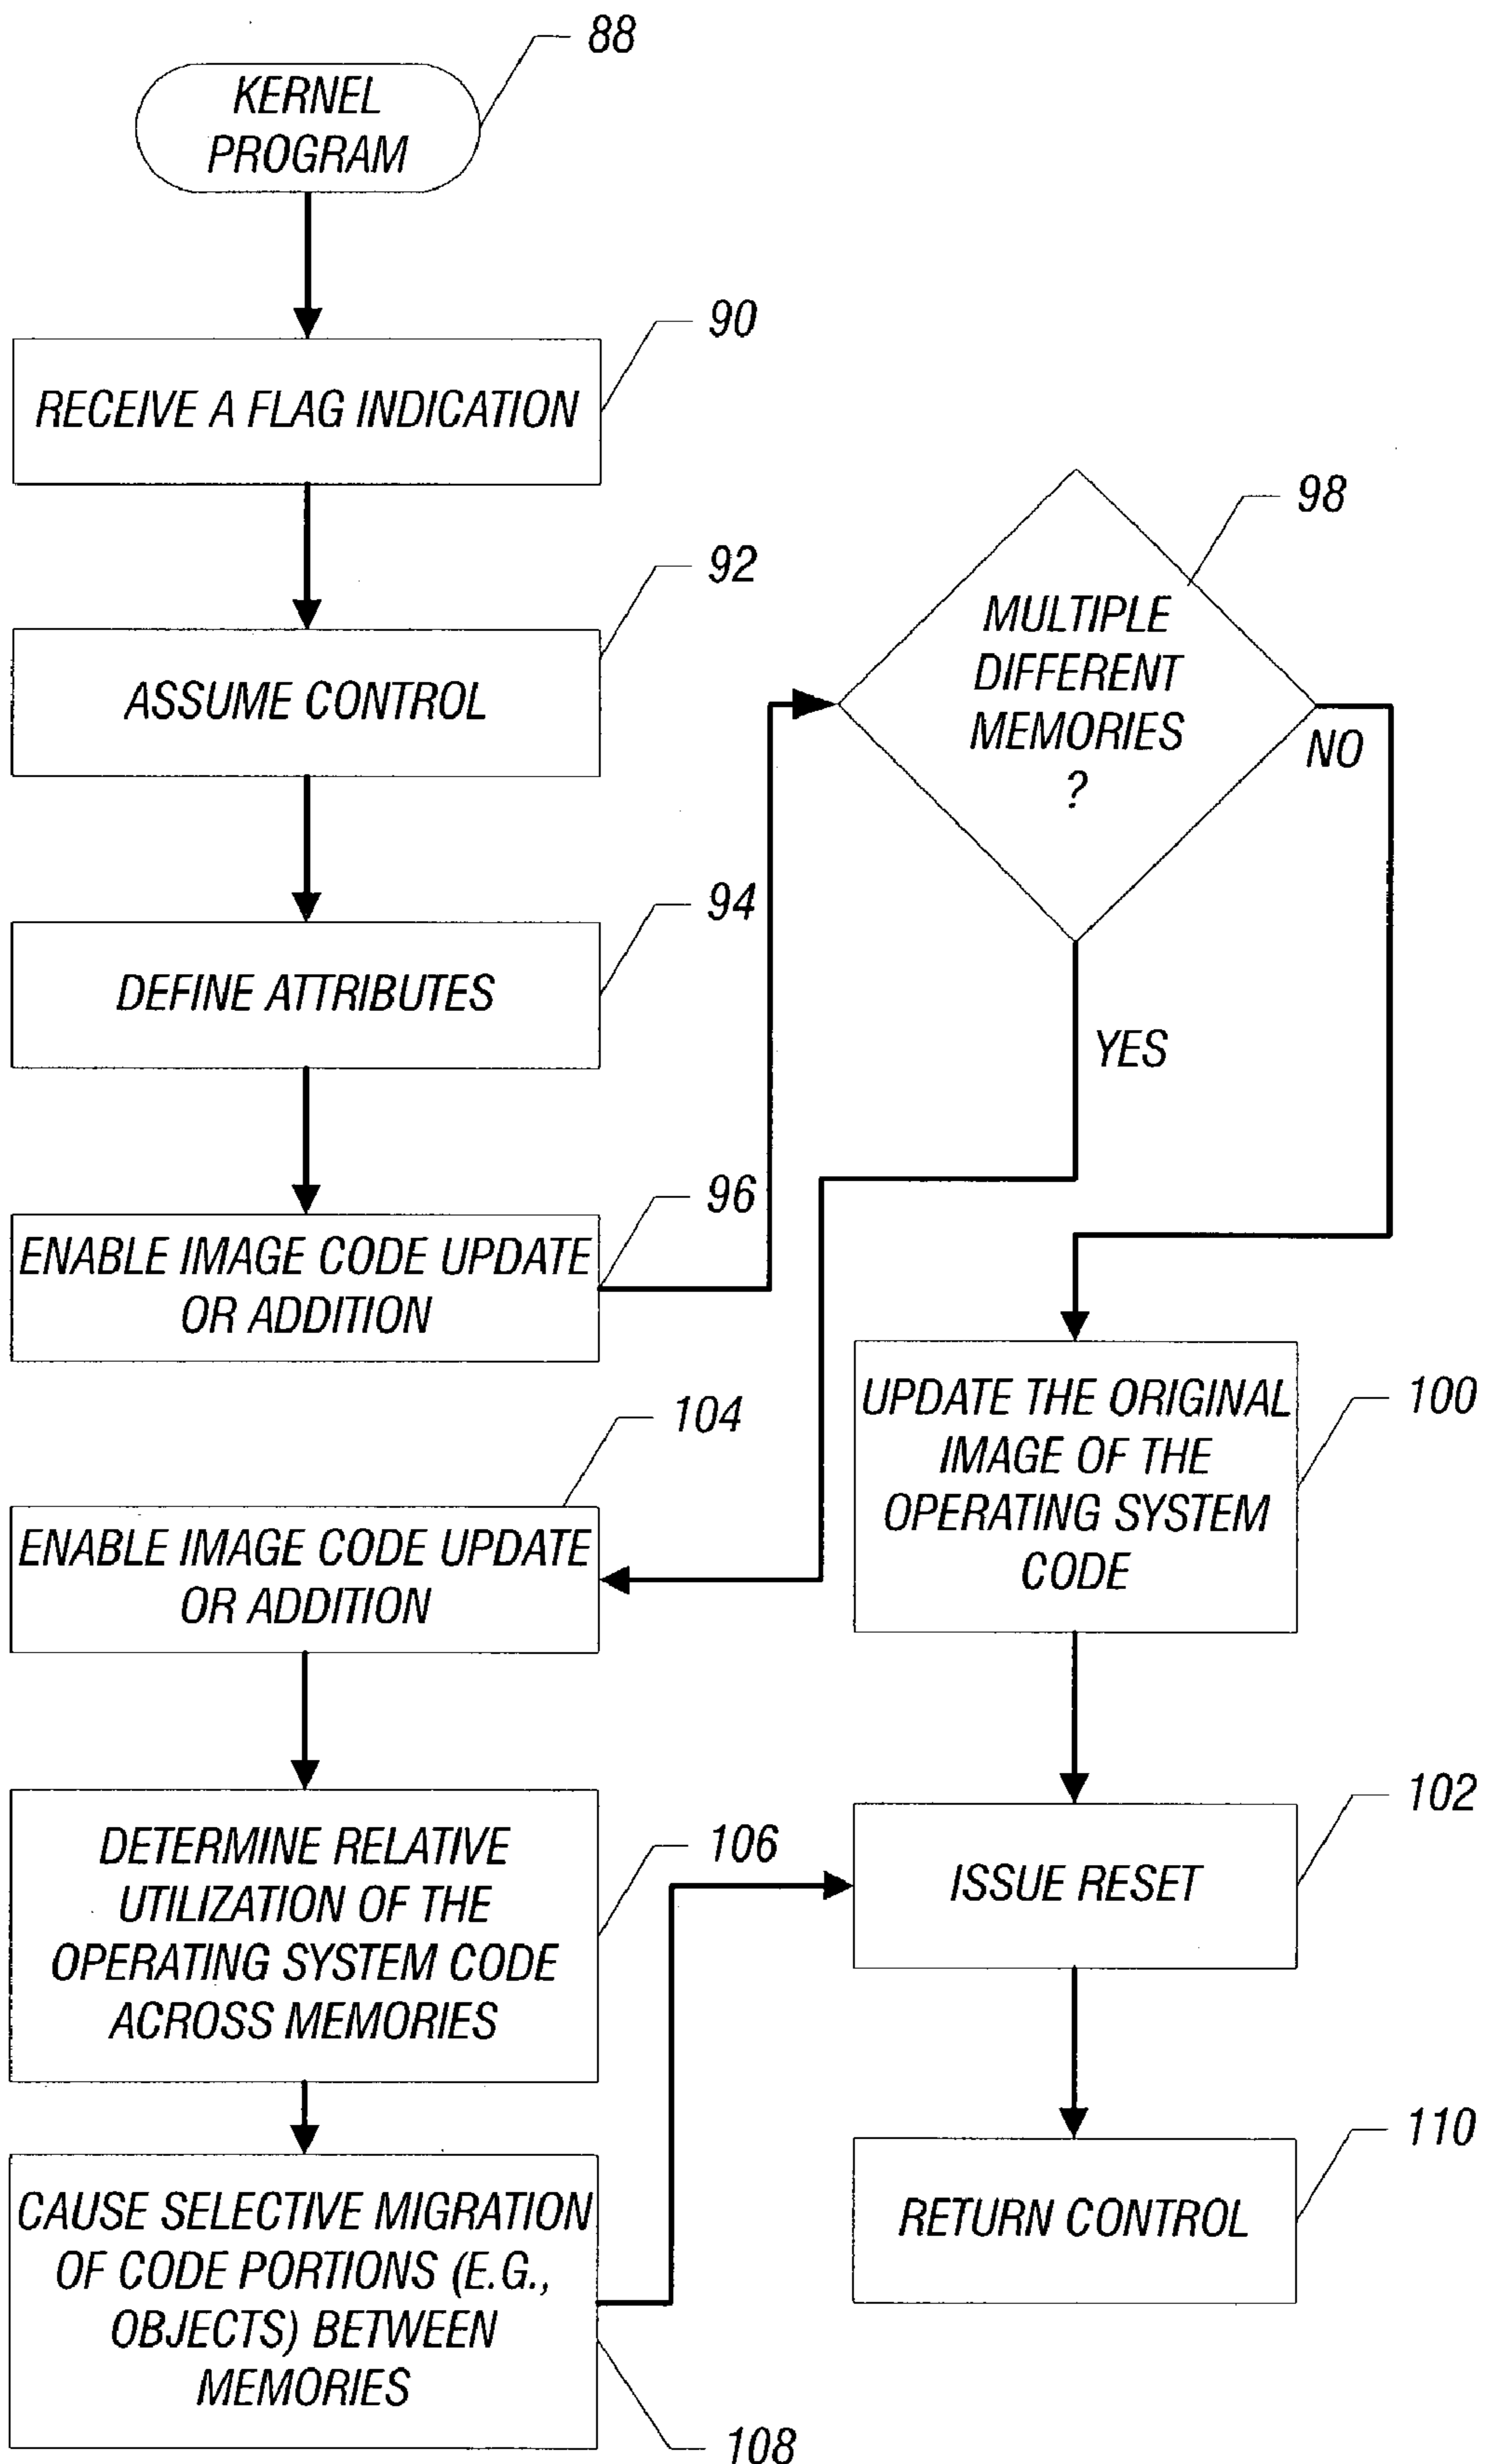 88
KERNEL
PROGRAM
90
RECEIVE A FLAG INDICATION
92
ASSUME CONTROL
94
DEFINE ATTRIBUTES
96
ENABLE IMAGE CODE UPDATE
OR ADDITION
98
MULTIPLE
DIFFERENT
MEMORIES
?
NO
YES
100
UPDATE THE ORIGINAL
IMAGE OF THE
OPERATING SYSTEM
CODE
104
ENABLE IMAGE CODE UPDATE
OR ADDITION
106
DETERMINE RELATIVE
UTILIZATION OF THE
OPERATING SYSTEM CODE
ACROSS MEMORIES
102
ISSUE RESET
108
CAUSE SELECTIVE MIGRATION
OF CODE PORTIONS (E.G.,
OBJECTS) BETWEEN
MEMORIES
110
RETURN CONTROL